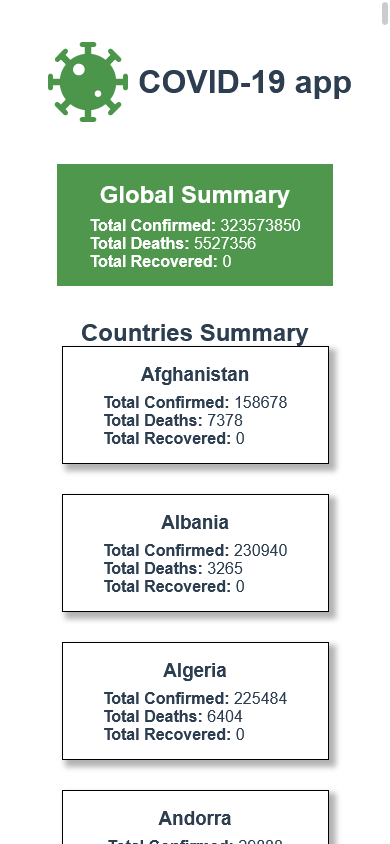 COVID-19 app
Global Summary
Total Confirmed: 323573850
Total Deaths: 5527356
Total Recovered: 0
Countries Summary
Afghanistan
Total Confirmed: 158678
Total Deaths: 7378
Total Recovered: 0
Albania
Total Confirmed: 230940
Total Deaths: 3265
Total Recovered: 0
Algeria
Total Confirmed: 225484
Total Deaths: 6404
Total Recovered: 0
Andorra
Total Confirmed: